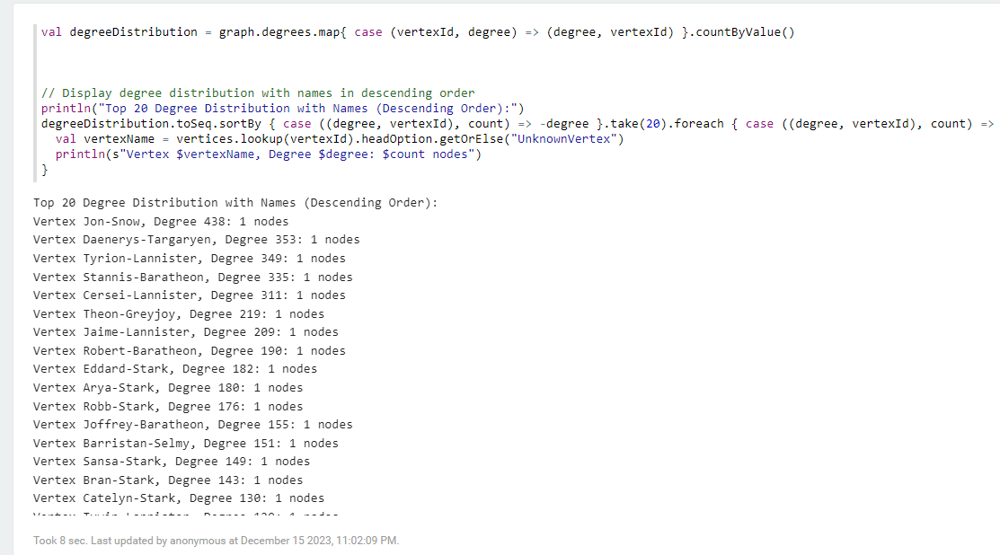 val degreeDistribution = graph.degrees.map{ case (vertexId, degree) => (degree, vertexId) }.countByValue()
// Display degree distribution with names in descending order
println("Top 20 Degree Distribution with Names (Descending Order):")
degreeDistribution.toSeq.sortBy { case ((degree, vertexId), count) => -degree }.take(20).foreach { case ((degree, vertexId), count) =>
  val vertexName = vertices.lookup(vertexId).headOption.getOrElse("UnknownVertex")
  println(s"Vertex $vertexName, Degree $degree: $count nodes")
}
Top 20 Degree Distribution with Names (Descending Order):
Vertex Jon-Snow, Degree 438: 1 nodes
Vertex Daenerys-Targaryen, Degree 353: 1 nodes
Vertex Tyrion-Lannister, Degree 349: 1 nodes
Vertex Stannis-Baratheon, Degree 335: 1 nodes
Vertex Cersei-Lannister, Degree 311: 1 nodes
Vertex Theon-Greyjoy, Degree 219: 1 nodes
Vertex Jaime-Lannister, Degree 209: 1 nodes
Vertex Robert-Baratheon, Degree 190: 1 nodes
Vertex Eddard-Stark, Degree 182: 1 nodes
Vertex Arya-Stark, Degree 180: 1 nodes
Vertex Robb-Stark, Degree 176: 1 nodes
Vertex Joffrey-Baratheon, Degree 155: 1 nodes
Vertex Barristan-Selmy, Degree 151: 1 nodes
Vertex Sansa-Stark, Degree 149: 1 nodes
Vertex Bran-Stark, Degree 143: 1 nodes
Vertex Catelyn-Stark, Degree 130: 1 nodes
Took 8 sec. Last updated by anonymous at December 15 2023, 11:02:09 PM.